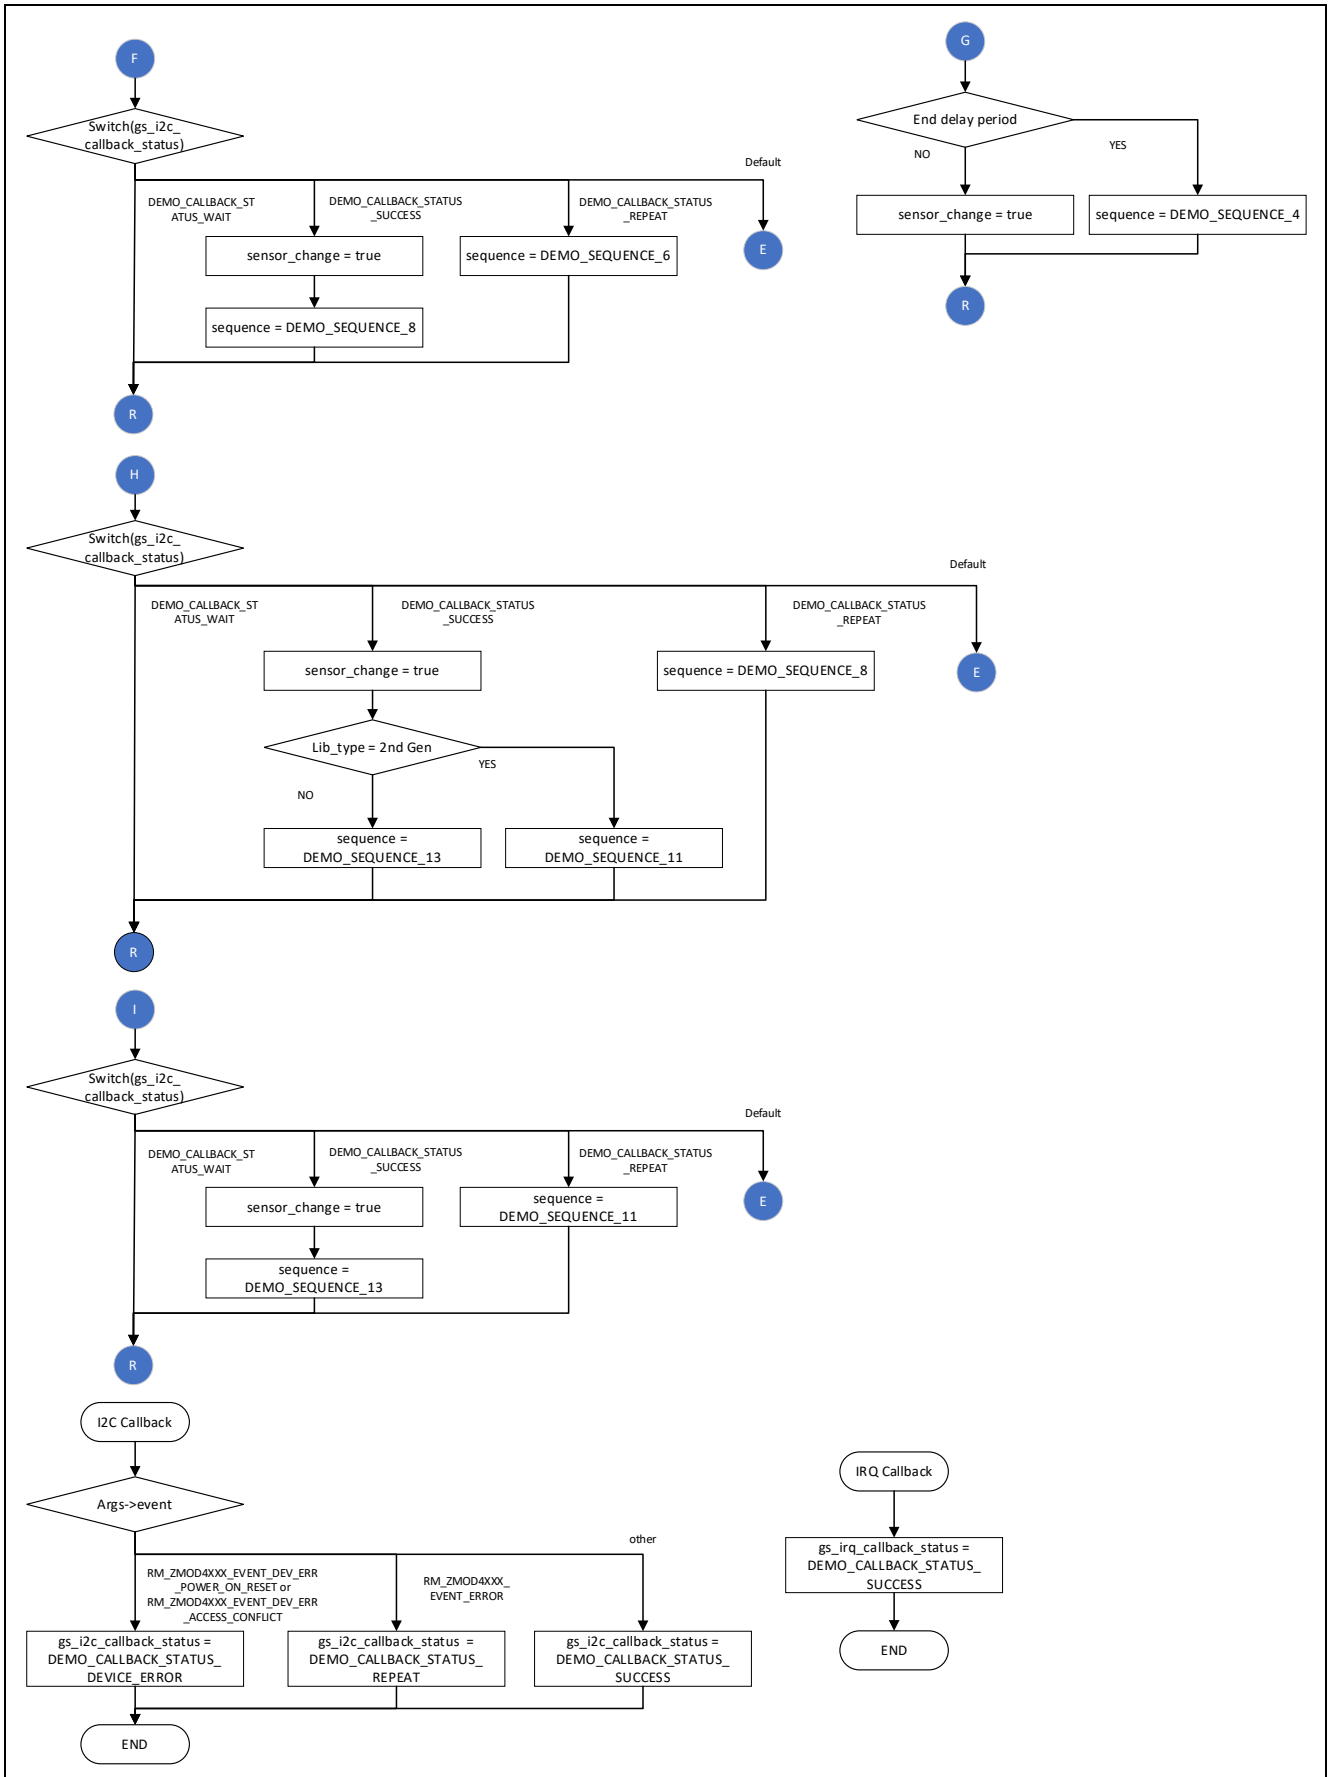 F
Switch(gs_i2c_
callback_status)
Default
DEMO_CALLBACK_ST
ATUS_WAIT
DEMO_CALLBACK_STATUS
_SUCCESS
DEMO_CALLBACK_STATUS
_REPEAT
sensor_change = true
sequence = DEMO_SEQUENCE_6
E
sequence = DEMO_SEQUENCE_8
R
G
End delay period
NO
YES
sensor_change = true
sequence = DEMO_SEQUENCE_4
R
H
Switch(gs_i2c_
callback_status)
Default
DEMO_CALLBACK_ST
ATUS_WAIT
DEMO_CALLBACK_STATUS
_SUCCESS
DEMO_CALLBACK_STATUS
_REPEAT
sensor_change = true
sequence = DEMO_SEQUENCE_8
E
Lib_type = 2nd Gen
YES
NO
sequence =
DEMO_SEQUENCE_13
sequence =
DEMO_SEQUENCE_11
R
I
Switch(gs_i2c_
callback_status)
Default
DEMO_CALLBACK_ST
ATUS_WAIT
DEMO_CALLBACK_STATUS
_SUCCESS
DEMO_CALLBACK_STATUS
_REPEAT
sensor_change = true
sequence =
DEMO_SEQUENCE_11
E
sequence =
DEMO_SEQUENCE_13
R
I2C Callback
Args->event
other
RM_ZMOD4XXX_EVENT_DEV_ERR
_POWER_ON_RESET or
RM_ZMOD4XXX_EVENT_DEV_ERR
_ACCESS_CONFLICT
RM_ZMOD4XXX_
EVENT_ERROR
gs_i2c_callback_status =
DEMO_CALLBACK_STATUS_
DEVICE_ERROR
gs_i2c_callback_status =
DEMO_CALLBACK_STATUS_
REPEAT
gs_i2c_callback_status =
DEMO_CALLBACK_STATUS_
SUCCESS
END
IRQ Callback
gs_irq_callback_status =
DEMO_CALLBACK_STATUS_
SUCCESS
END